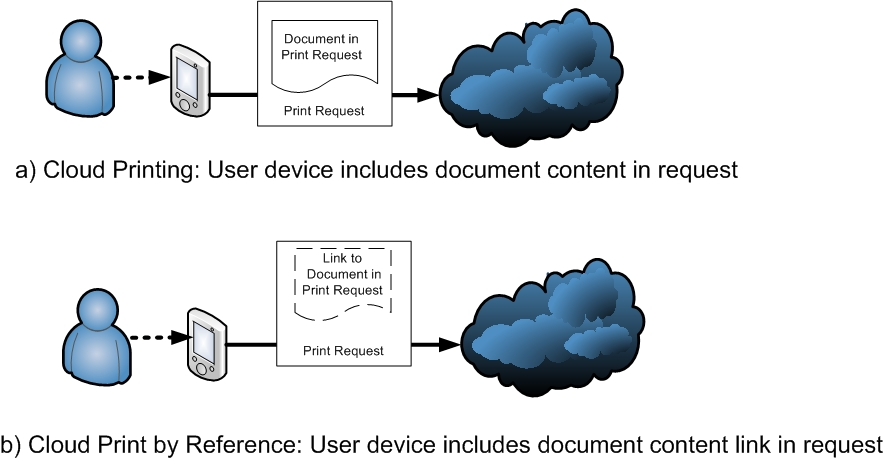 Document in
Print Request
Print Request
a) Cloud Printing: User device includes document content in request
Link to
Document in
Print Request
Print Request
b) Cloud Print by Reference: User device includes document content link in request